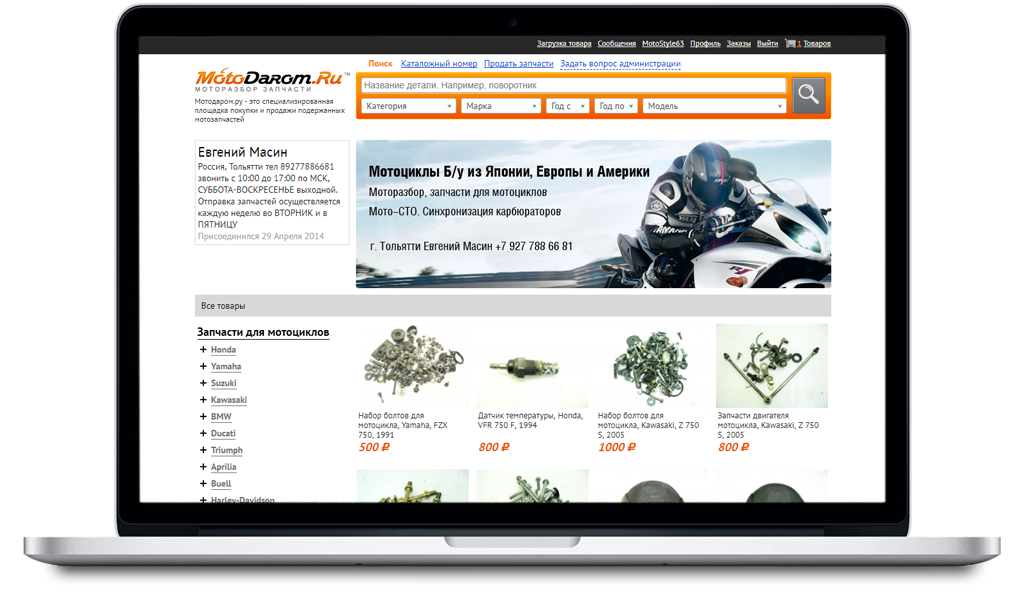 Загрузка товара Сообщения MotoStyle63 Профиль Заказы Выйти 1 Товаров
MotoDarom.Ru™
МОТОРАЗБОР ЗАПЧАСТИ
Мотодаром.ру - это специализированная
площадка покупки и продажи подержанных
мотозапчастей
Поиск Каталожный номер Продать запчасти Задать вопрос администрации
Название детали. Например, поворотник
Категория Марка Год с Год по Модель
Евгений Масин
Россия, Тольятти тел 89277886681
звонить с 10:00 до 17:00 по МСК,
СУББОТА-ВОСКРЕСЕНЬЕ выходной.
Отправка запчастей осуществляется
каждую неделю во ВТОРНИК и в
ПЯТНИЦУ
Присоединился 29 Апреля 2014
Мотоциклы Б/у из Японии, Европы и Америки
Моторазбор, запчасти для мотоциклов
Мото-СТО. Синхронизация карбюраторов
г. Тольятти Евгений Масин +7 927 788 66 81
Все товары
Запчасти для мотоциклов
+ Honda
+ Yamaha
+ Suzuki
+ Kawasaki
+ BMW
+ Ducati
+ Triumph
+ Aprilia
+ Buell
+ Harley-Davidson
Набор болтов для
мотоцикла, Yamaha, FZX
750, 1991
500 ₽
Датчик температуры, Honda,
VFR 750 F, 1994
800 ₽
Набор болтов для
мотоцикла, Kawasaki, Z 750
S, 2005
1000 ₽
Запчасти двигателя
мотоцикла, Kawasaki, Z 750
S, 2005
800 ₽